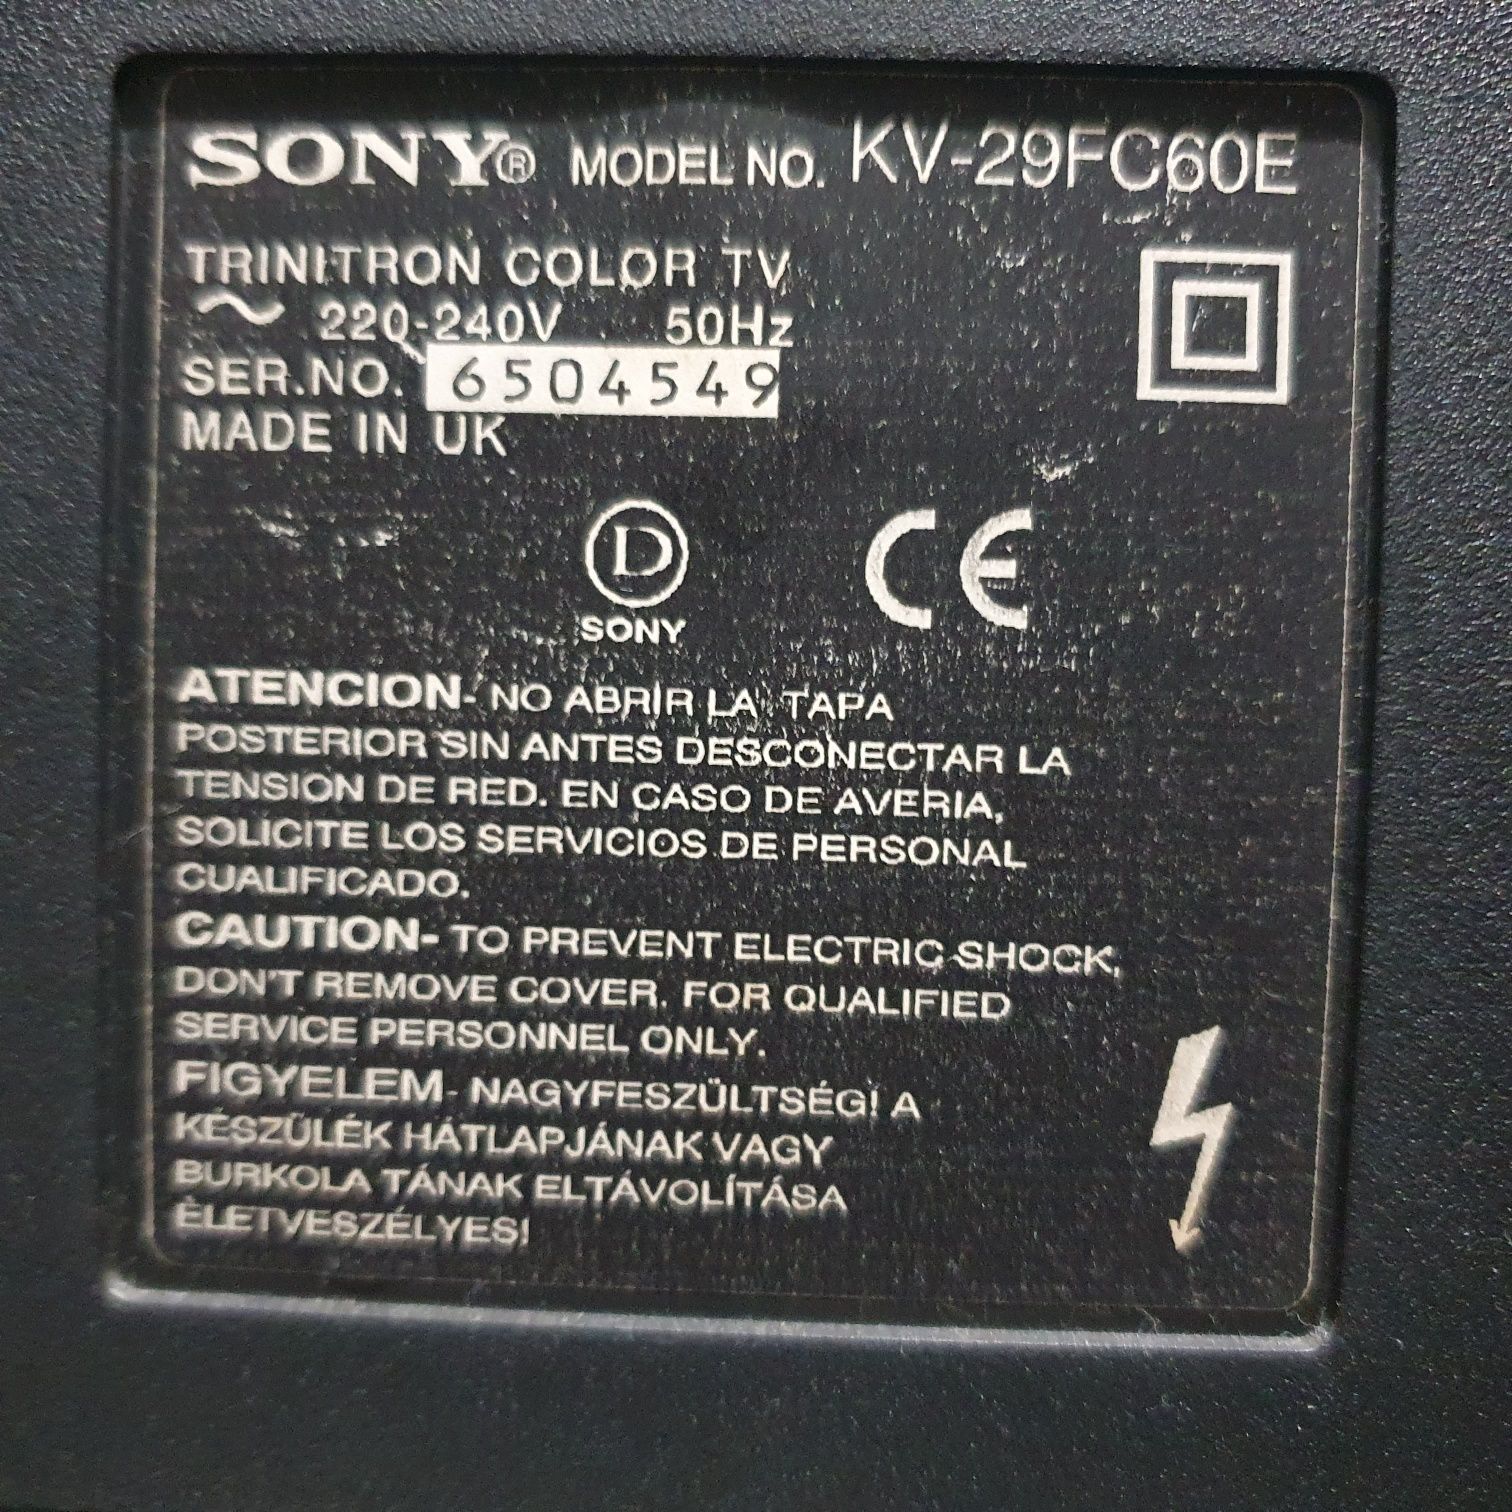 SONY® MODEL NO. KV-29FC60E
TRINITRON COLOR TV
~ 220-240V 50Hz
SER.NO. 6504549
MADE IN UK
D
SONY
CE
ATENCION- NO ABRIR LA TAPA
POSTERIOR SIN ANTES DESCONECTAR LA
TENSION DE RED. EN CASO DE AVERIA,
SOLICITE LOS SERVICIOS DE PERSONAL
CUALIFICADO.
CAUTION- TO PREVENT ELECTRIC SHOCK,
DON'T REMOVE COVER. FOR QUALIFIED
SERVICE PERSONNEL ONLY.
FIGYELEM- NAGYFESZÜLTSÉG! A
KÉSZÜLÉK HÁTLAPJÁNAK VAGY
BURKOLA TÁNAK ELTÁVOLÍTÁSA
ÉLETVESZÉLYES!